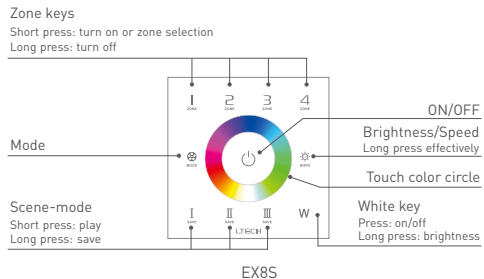 Zone keys
Short press: turn on or zone selection
Long press: turn off
1 2 3 4
ZONE ZONE ZONE ZONE
ON/OFF
Brightness/Speed
Long press effectively
Mode
MODE
Touch color circle
Scene-mode
Short press: play
Long press: save
I II III W
SAVE SAVE SAVE
LTECH
White key
Press: on/off
Long press: brightness
EX8S